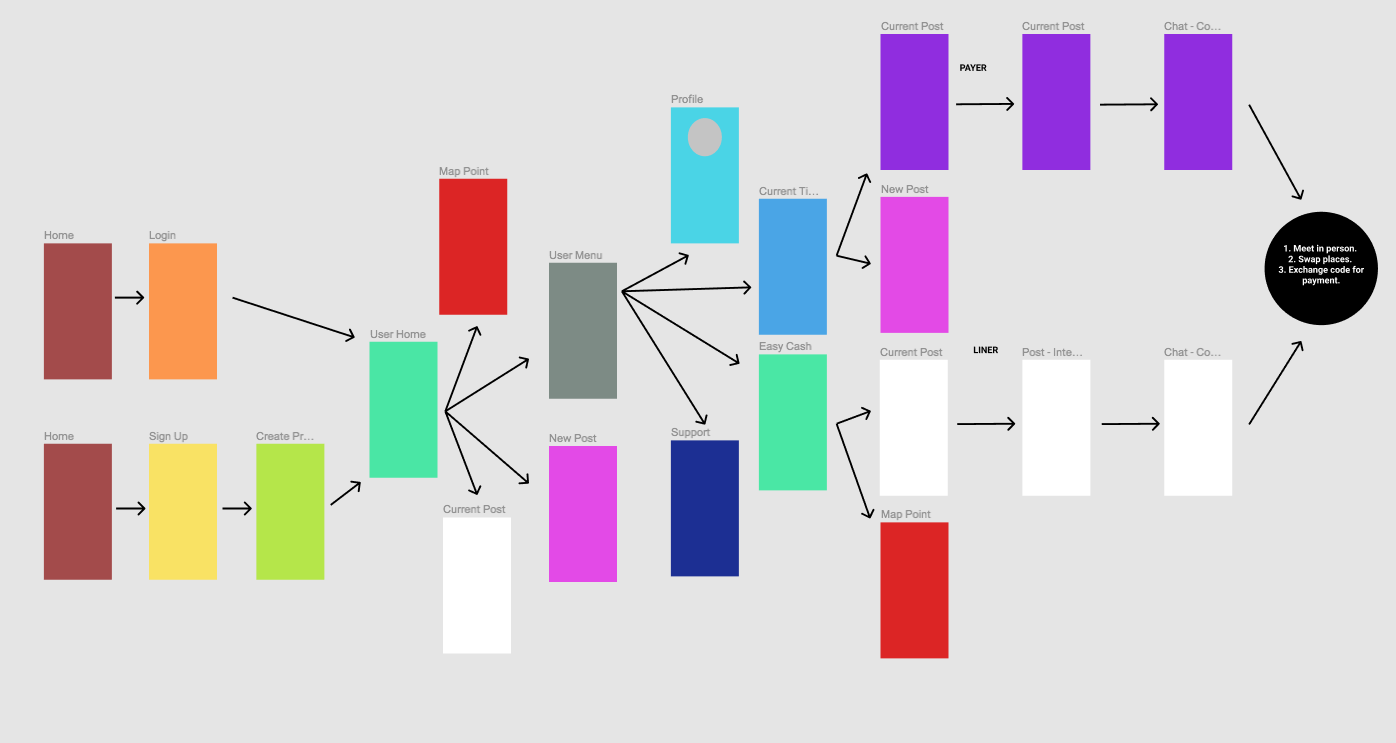 Current Post
Current Post
Chat - Co...
PAYER
Profile
Map Point
Current Ti...
New Post
Home
Login
User Menu
1. Meet in person.
2. Swap places.
3. Exchange code for
payment.
User Home
Easy Cash
Current Post
LINER
Post - Inte...
Chat - Co...
Home
Sign Up
Create Pr...
New Post
Support
Current Post
Map Point